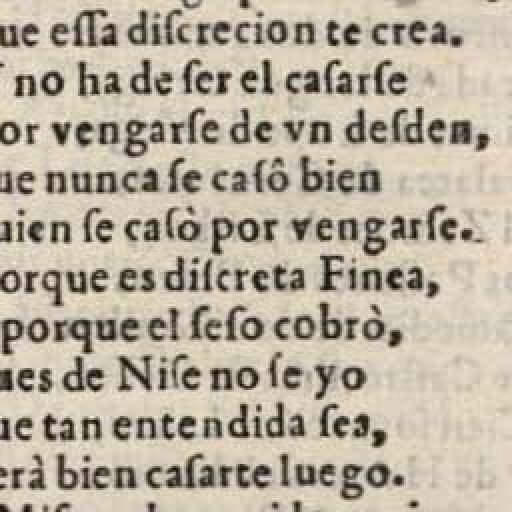 ue eſſa diſcrecion te crea.
no ha de ſer el caſarſe
or vengarſe de vn deſden,
ue nunca ſe caſô bien
uien ſe caſò por vengarſe.
orque es diſcreta Finea,
porque el ſeſo cobrò,
ues de Niſe no ſe yo
ue tan entendida ſea,
erà bien caſarte luego.